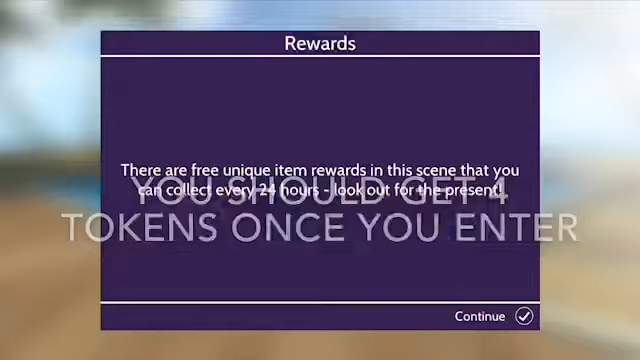 Rewards
There are free unique item rewards in this scene that you
can collect every 24 hours - look out for the present!
YOU SHOULD GET 4
TOKENS ONCE YOU ENTER
Continue